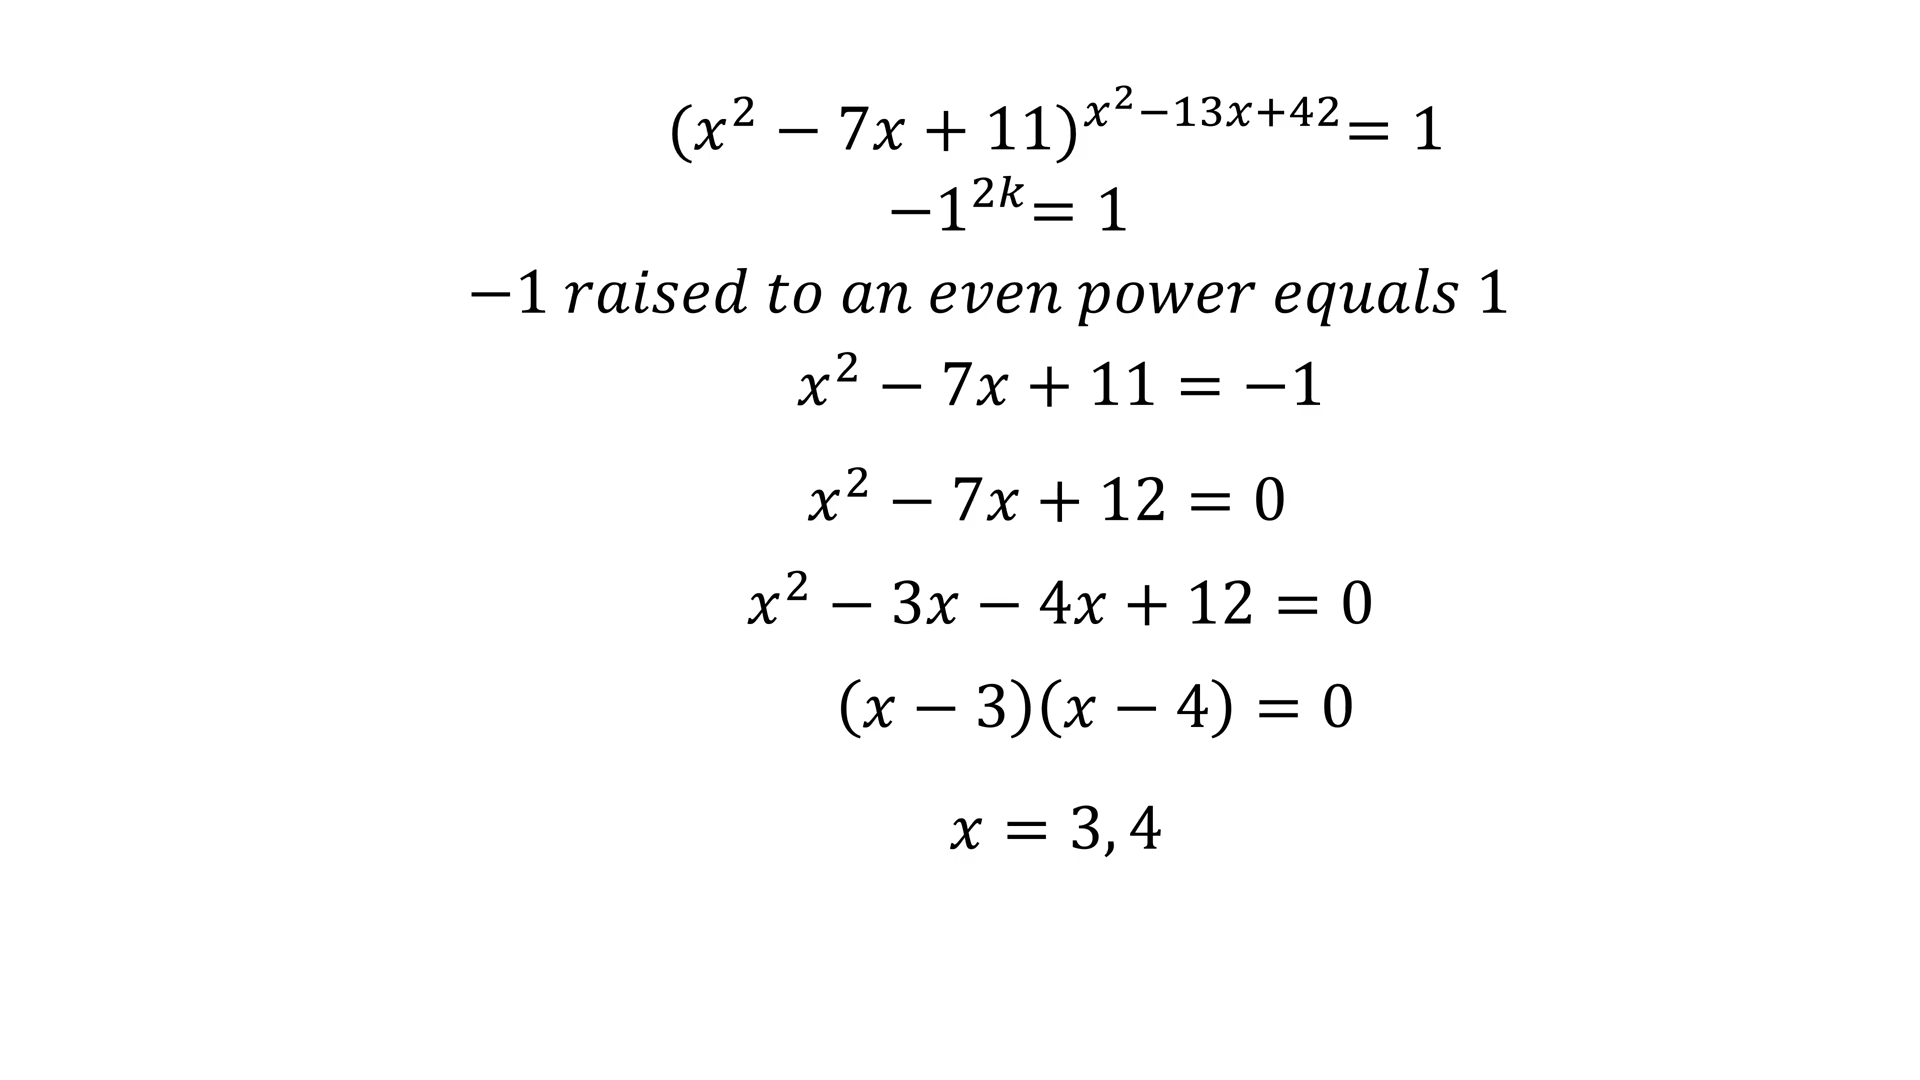 (x² − 7x + 11)^{x²−13x+42} = 1
−1^{2k} = 1
−1 raised to an even power equals 1
x² − 7x + 11 = −1
x² − 7x + 12 = 0
x² − 3x − 4x + 12 = 0
(x − 3)(x − 4) = 0
x = 3, 4